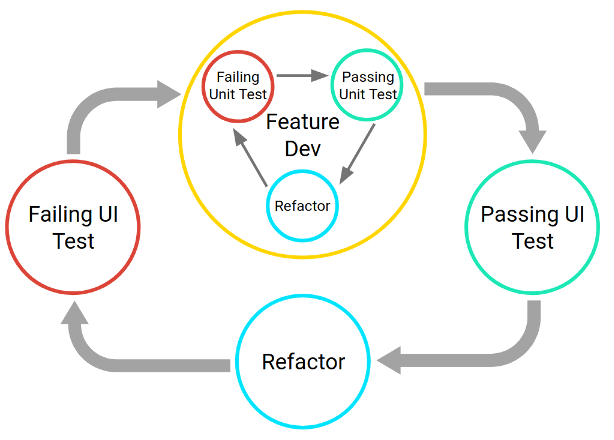 Failing
Unit Test
Passing
Unit Test
Feature
Dev
Refactor
Failing UI
Test
Passing UI
Test
Refactor